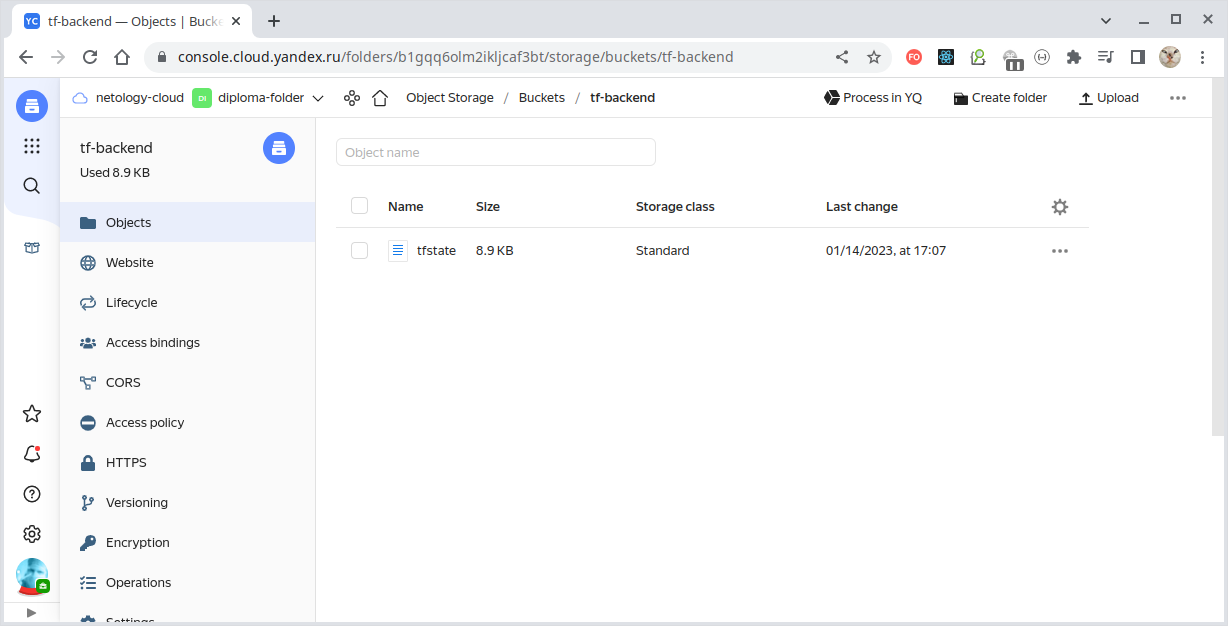 YC tf-backend — Objects | Bucke
console.cloud.yandex.ru/folders/b1gqq6olm2ikljcaf3bt/storage/buckets/tf-backend
FO
netology-cloud DI diploma-folder Object Storage / Buckets / tf-backend Process in YQ Create folder Upload
tf-backend
Used 8.9 KB
Object name
Name Size Storage class Last change
tfstate 8.9 KB Standard 01/14/2023, at 17:07
Objects
Website
Lifecycle
Access bindings
CORS
Access policy
HTTPS
Versioning
Encryption
Operations
Settings